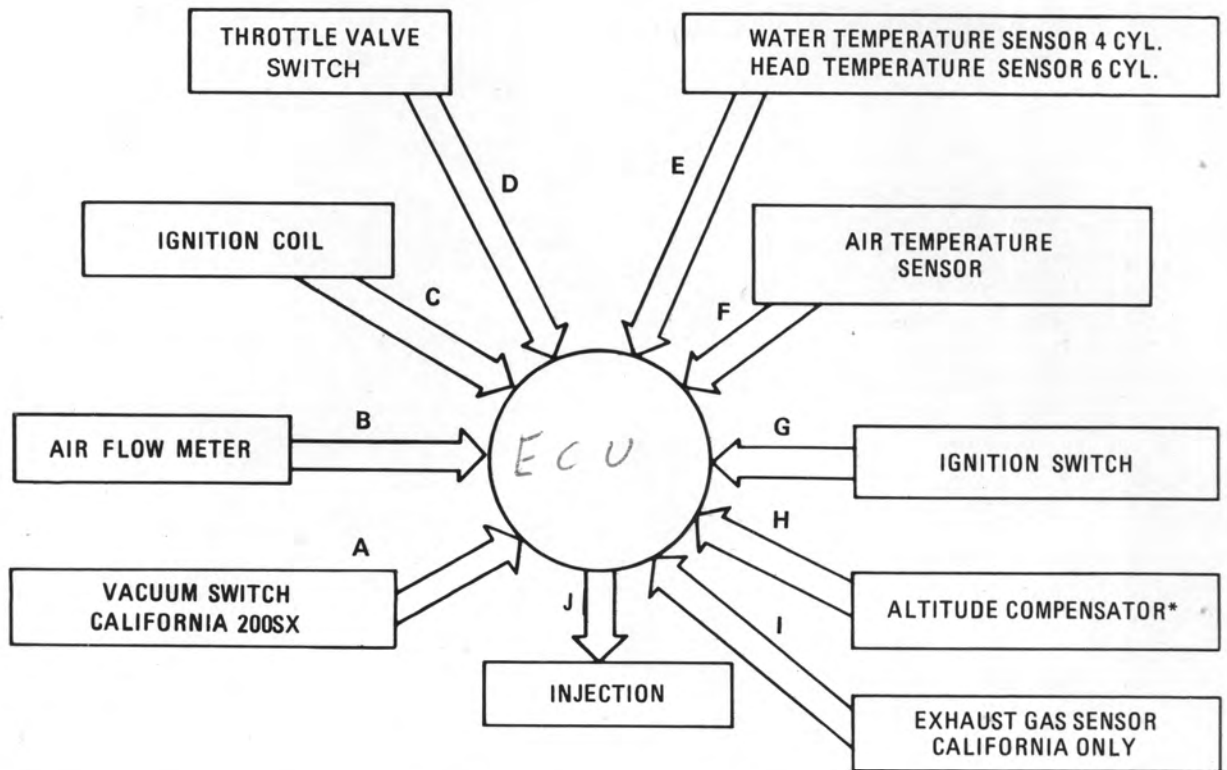 THROTTLE VALVE
SWITCH
WATER TEMPERATURE SENSOR 4 CYL.
HEAD TEMPERATURE SENSOR 6 CYL.
D
E
IGNITION COIL
AIR TEMPERATURE
SENSOR
C
F
AIR FLOW METER
B
ECU
G
IGNITION SWITCH
A
H
VACUUM SWITCH
CALIFORNIA 200SX
J
I
ALTITUDE COMPENSATOR*
INJECTION
EXHAUST GAS SENSOR
CALIFORNIA ONLY